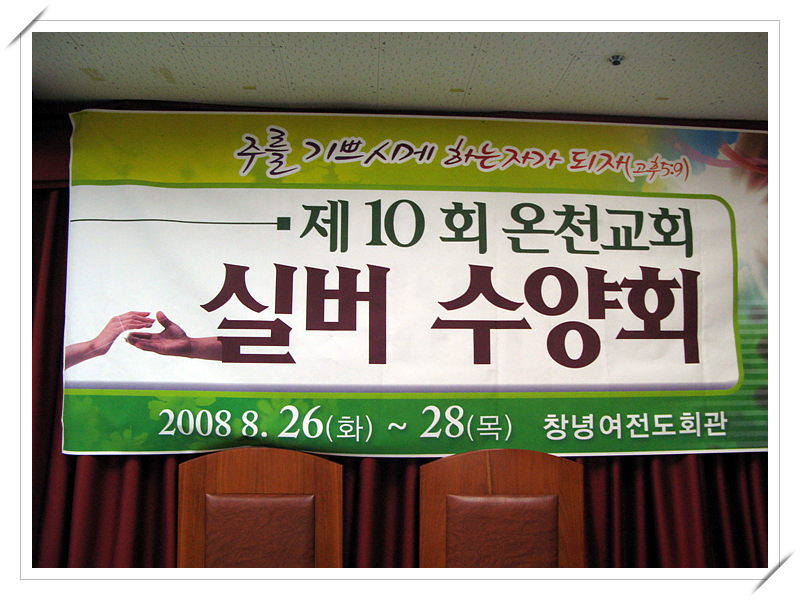 주를 기쁘시게 하는자가 되자(고후5:9)
제 10 회 온천교회
실버 수양회
2008 8. 26(화) ~ 28(목) 창녕여전도회관